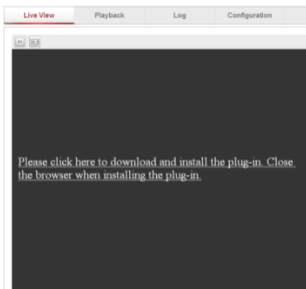 Live View Playback Log Configuration
Please click here to download and install the plug-in. Close
the browser when installing the plug-in.